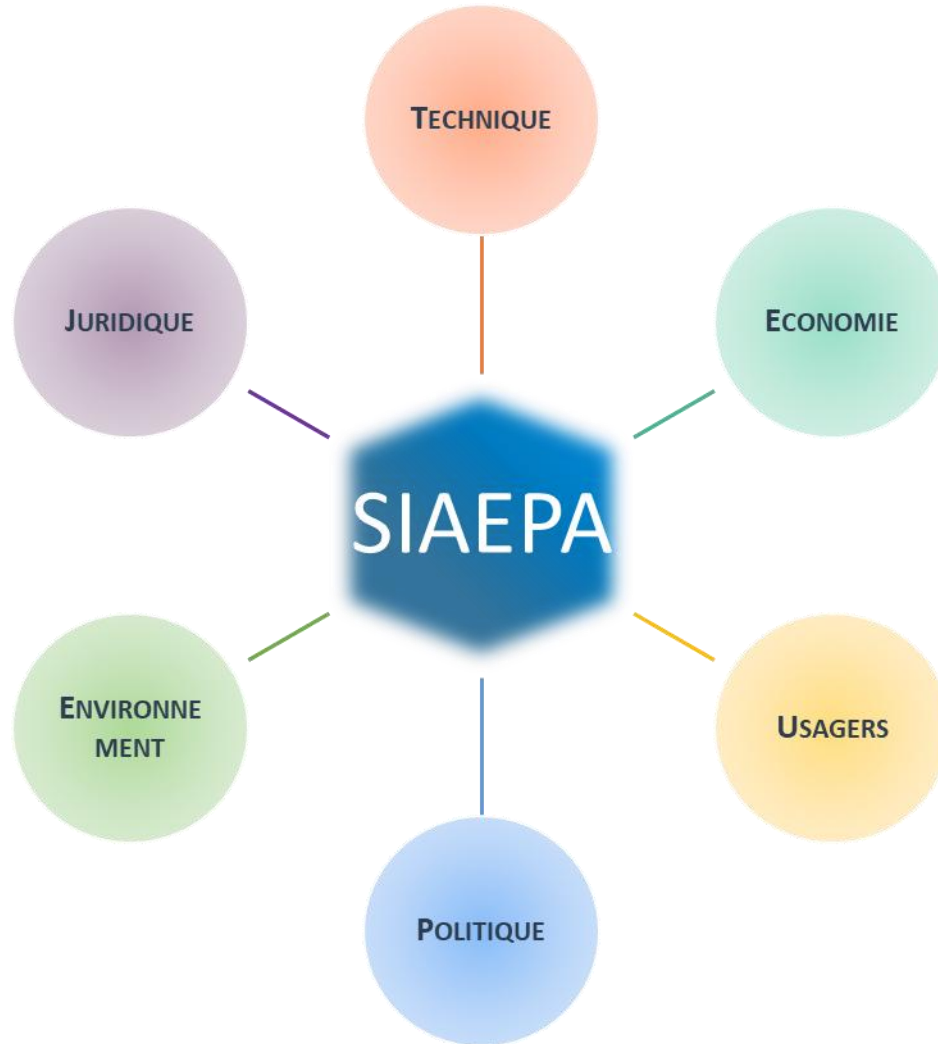 TECHNIQUE
JURIDIQUE
ECONOMIE
SIAEPA
ENVIRONNE
MENT
USAGERS
POLITIQUE